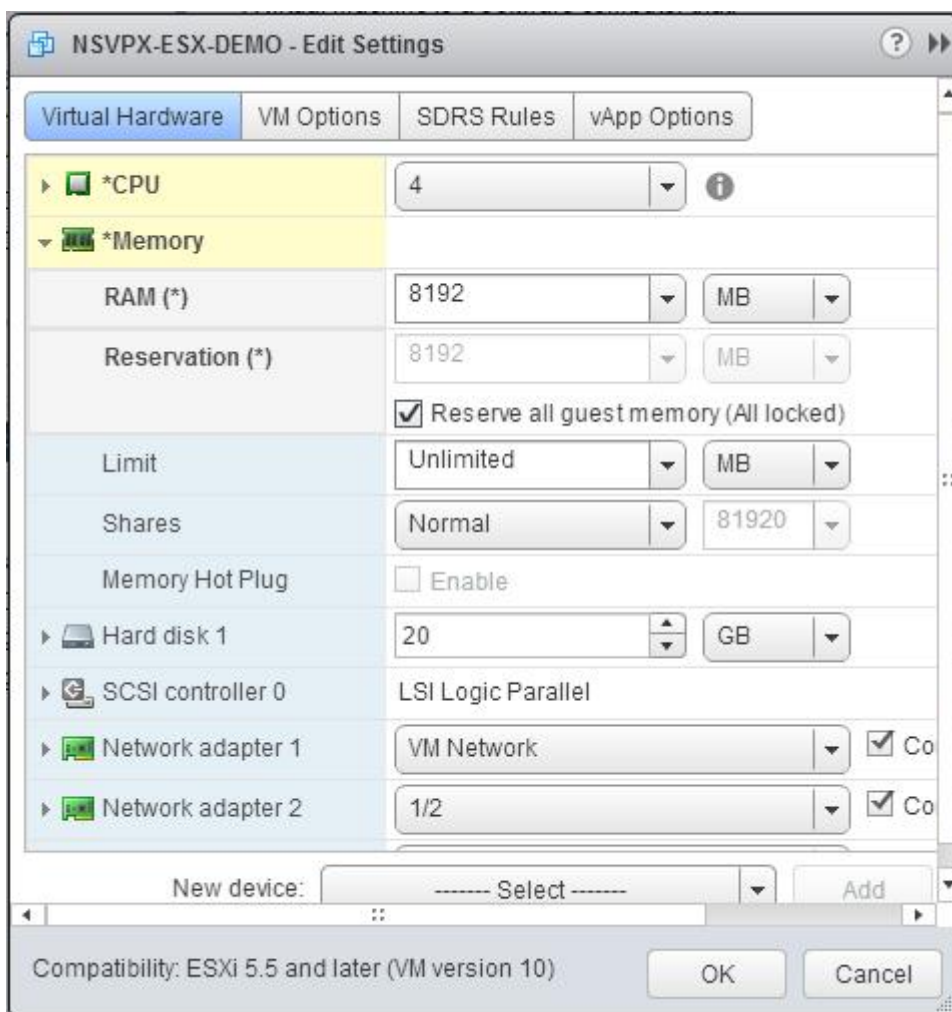 NSVPX-ESX-DEMO - Edit Settings ?
Virtual Hardware VM Options SDRS Rules vApp Options
*CPU 4
*Memory
RAM (*) 8192 MB
Reservation (*) 8192 MB
Reserve all guest memory (All locked)
Limit Unlimited MB
Shares Normal 81920
Memory Hot Plug Enable
Hard disk 1 20 GB
SCSI controller 0 LSI Logic Parallel
Network adapter 1 VM Network Co
Network adapter 2 1/2 Co
New device: ------- Select ------- Add
Compatibility: ESXi 5.5 and later (VM version 10) OK Cancel